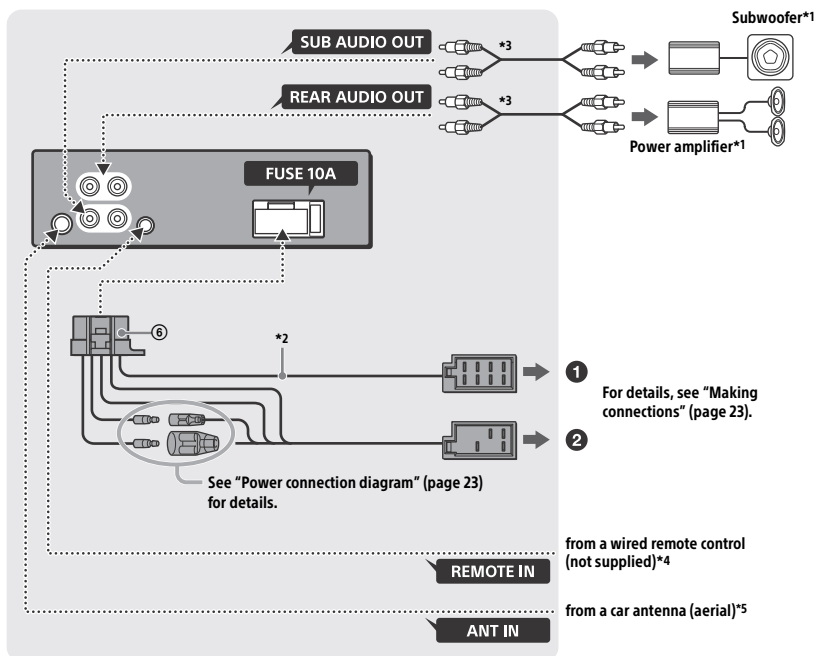 Subwoofer*1
SUB AUDIO OUT
*3
REAR AUDIO OUT
*3
Power amplifier*1
FUSE 10A
⑥
*2
❶
For details, see “Making
connections” (page 23).
❷
See “Power connection diagram” (page 23)
for details.
from a wired remote control
(not supplied)*4
REMOTE IN
from a car antenna (aerial)*5
ANT IN